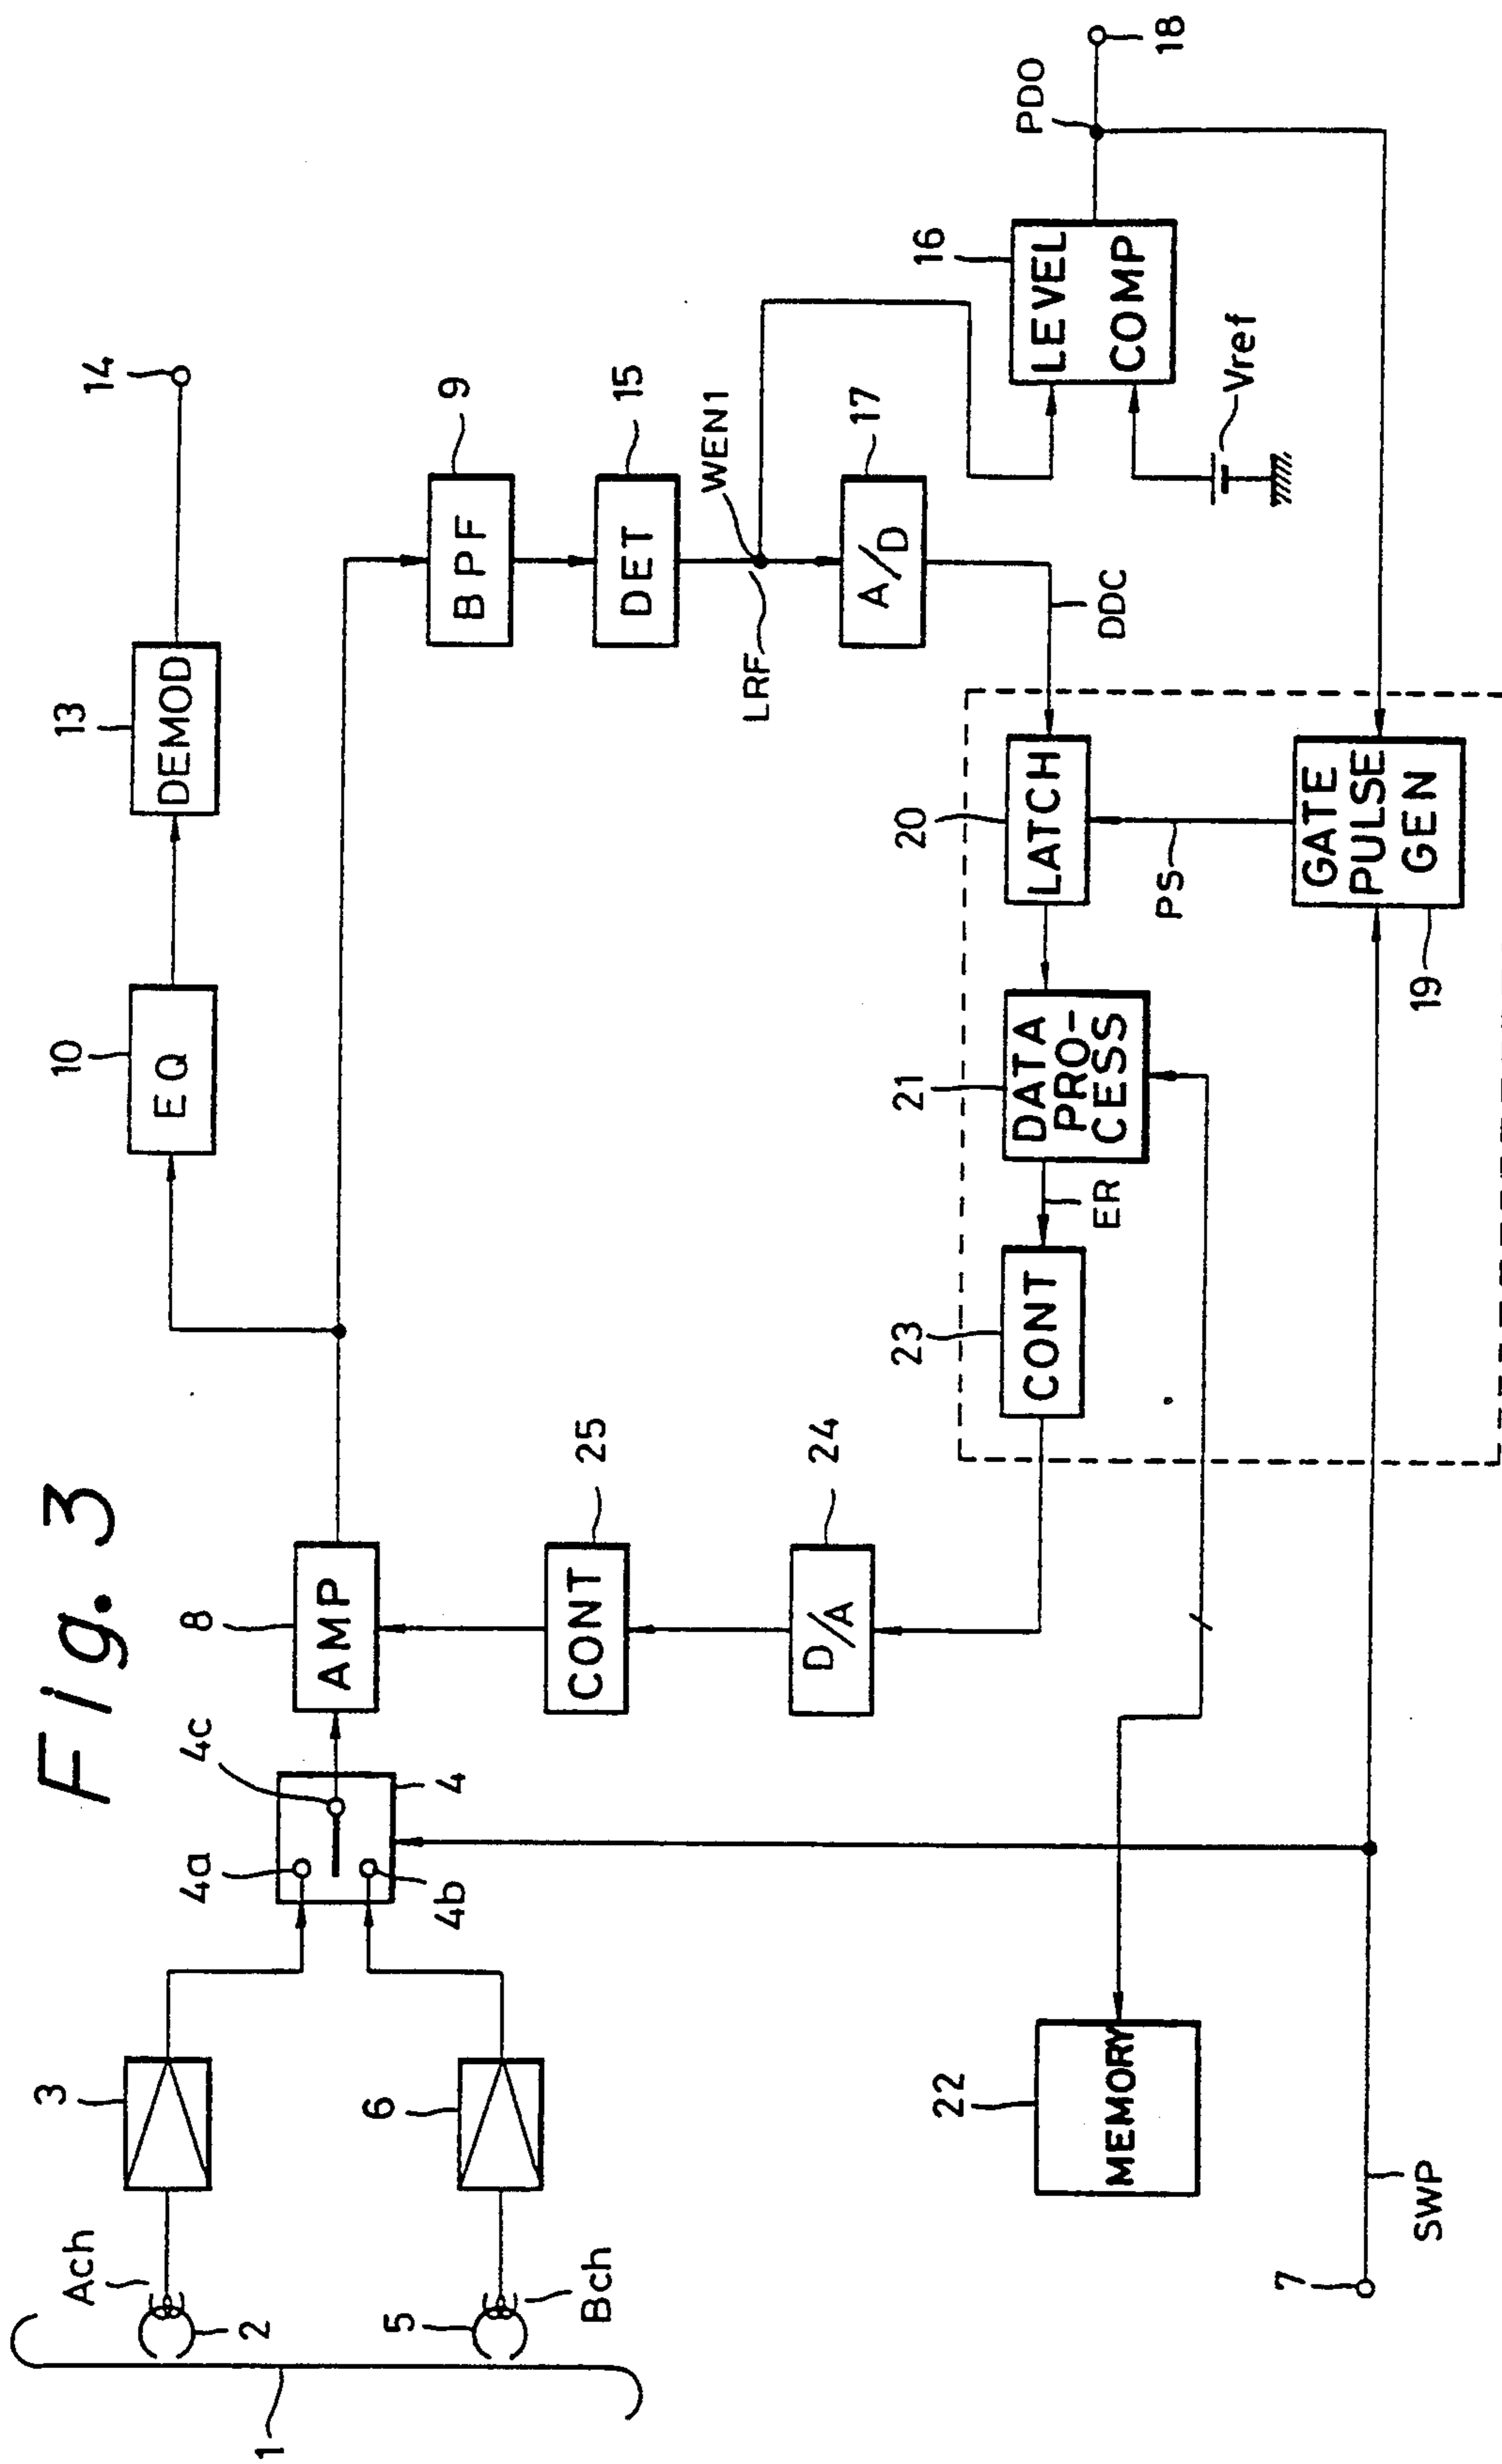 Fig. 3
1
Ach
2
3
4a
4c
4
4b
5
Bch
6
8
AMP
10
EQ
13
DEMOD
14
9
BPF
15
DET
WEN1
LRF
17
A/D
DDC
16
LEVEL
COMP
Vref
PDO
18
25
CONT
24
D/A
23
CONT
ER
21
DATA
PRO-
CESS
20
LATCH
PS
GATE
PULSE
GEN
19
22
MEMORY
7
SWP